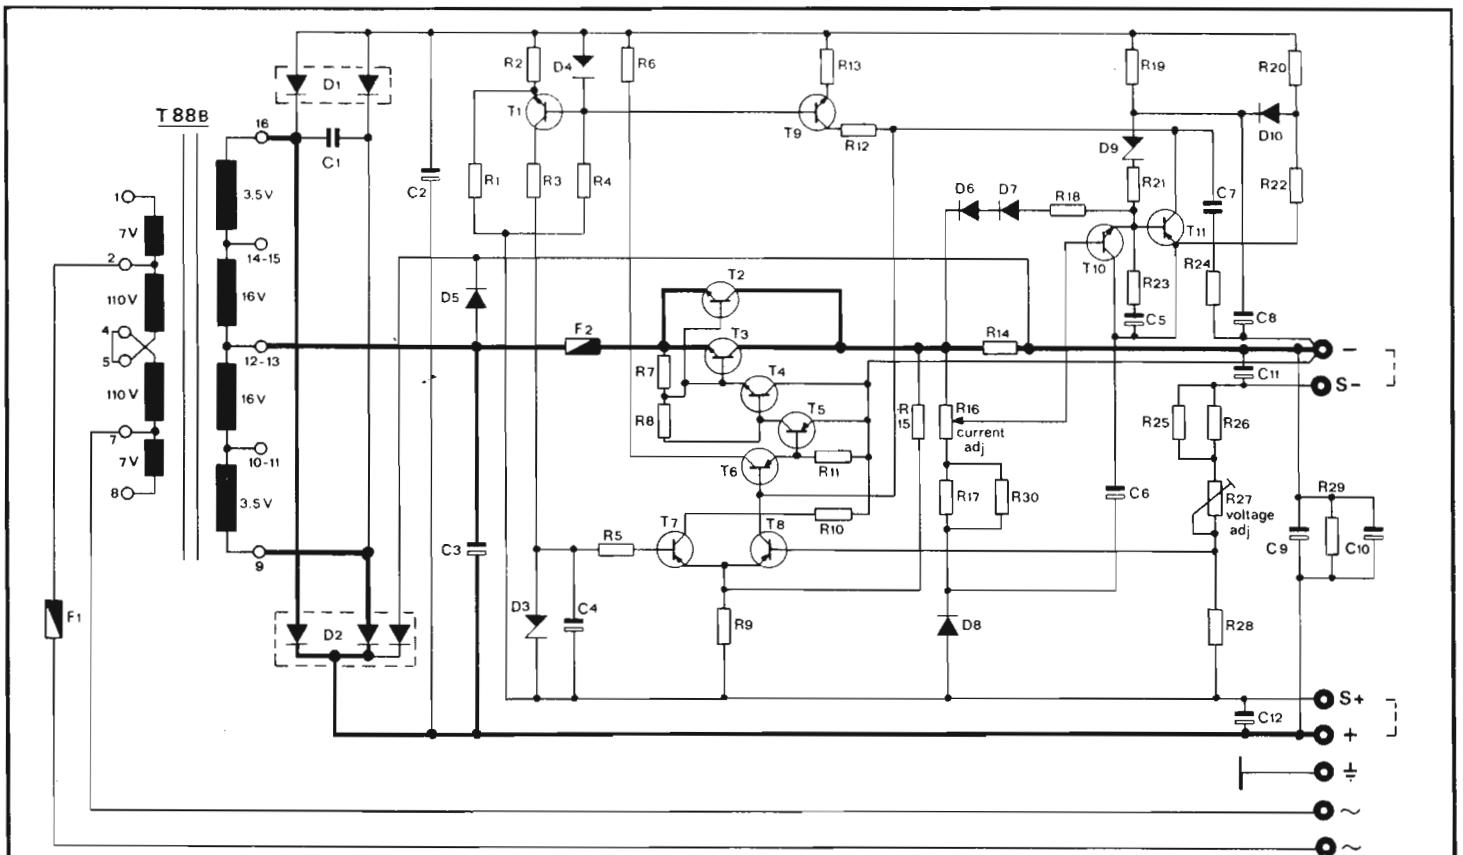 R2
D4
R6
R13
R19
R20
D1
T1
T9
R12
D10
T 88B
16
C1
D9
C2
R1
R3
R4
R21
R22
1
3.5V
D6
D7
R18
C7
7V
T11
14-15
T10
2
R24
110V
16V
D5
T2
R23
4
F2
C5
C8
12-13
T3
R14
–
5
R7
T4
C11
S–
110V
16V
R8
T5
R15
R16
current
adj
R25
R26
7
10-11
T6
R11
7V
R17
R30
C6
R27
voltage
adj
R29
8
3.5V
T7
T8
R10
C3
R5
C9
C10
9
D3
C4
F1
D2
R9
D8
R28
S+
C12
+
~
~